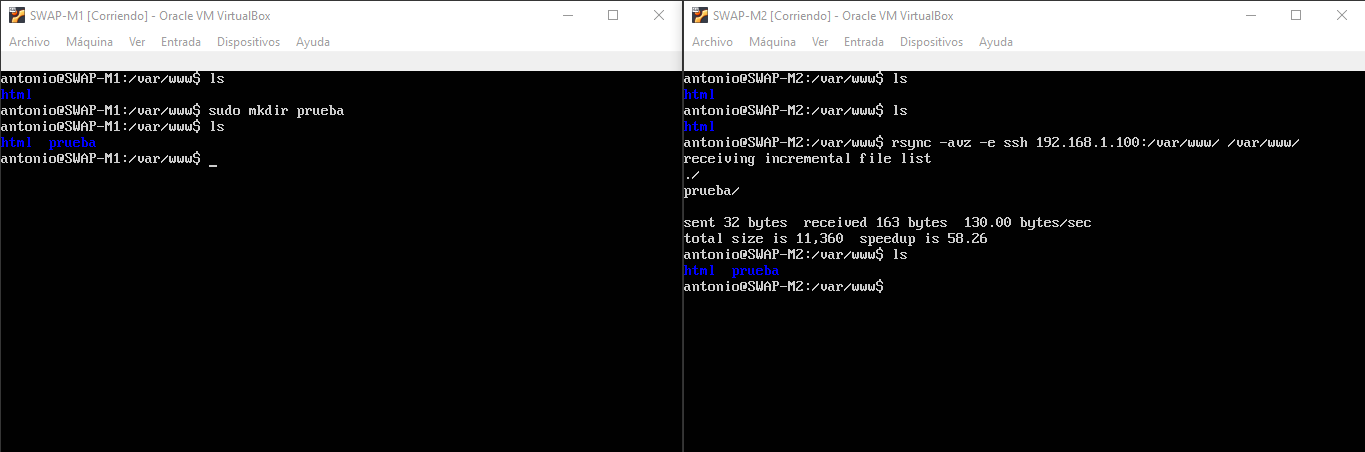 SWAP-M1 [Corriendo] - Oracle VM VirtualBox
Archivo Máquina Ver Entrada Dispositivos Ayuda
antonio@SWAP-M1:/var/www$ ls
html
antonio@SWAP-M1:/var/www$ sudo mkdir prueba
antonio@SWAP-M1:/var/www$ ls
html prueba
antonio@SWAP-M1:/var/www$ _
SWAP-M2 [Corriendo] - Oracle VM VirtualBox
Archivo Máquina Ver Entrada Dispositivos Ayuda
antonio@SWAP-M2:/var/www$ ls
html
antonio@SWAP-M2:/var/www$ ls
html
antonio@SWAP-M2:/var/www$ rsync -avz -e ssh 192.168.1.100:/var/www/ /var/www/
receiving incremental file list
./
prueba/
sent 32 bytes  received 163 bytes  130.00 bytes/sec
total size is 11,360  speedup is 58.26
antonio@SWAP-M2:/var/www$ ls
html prueba
antonio@SWAP-M2:/var/www$